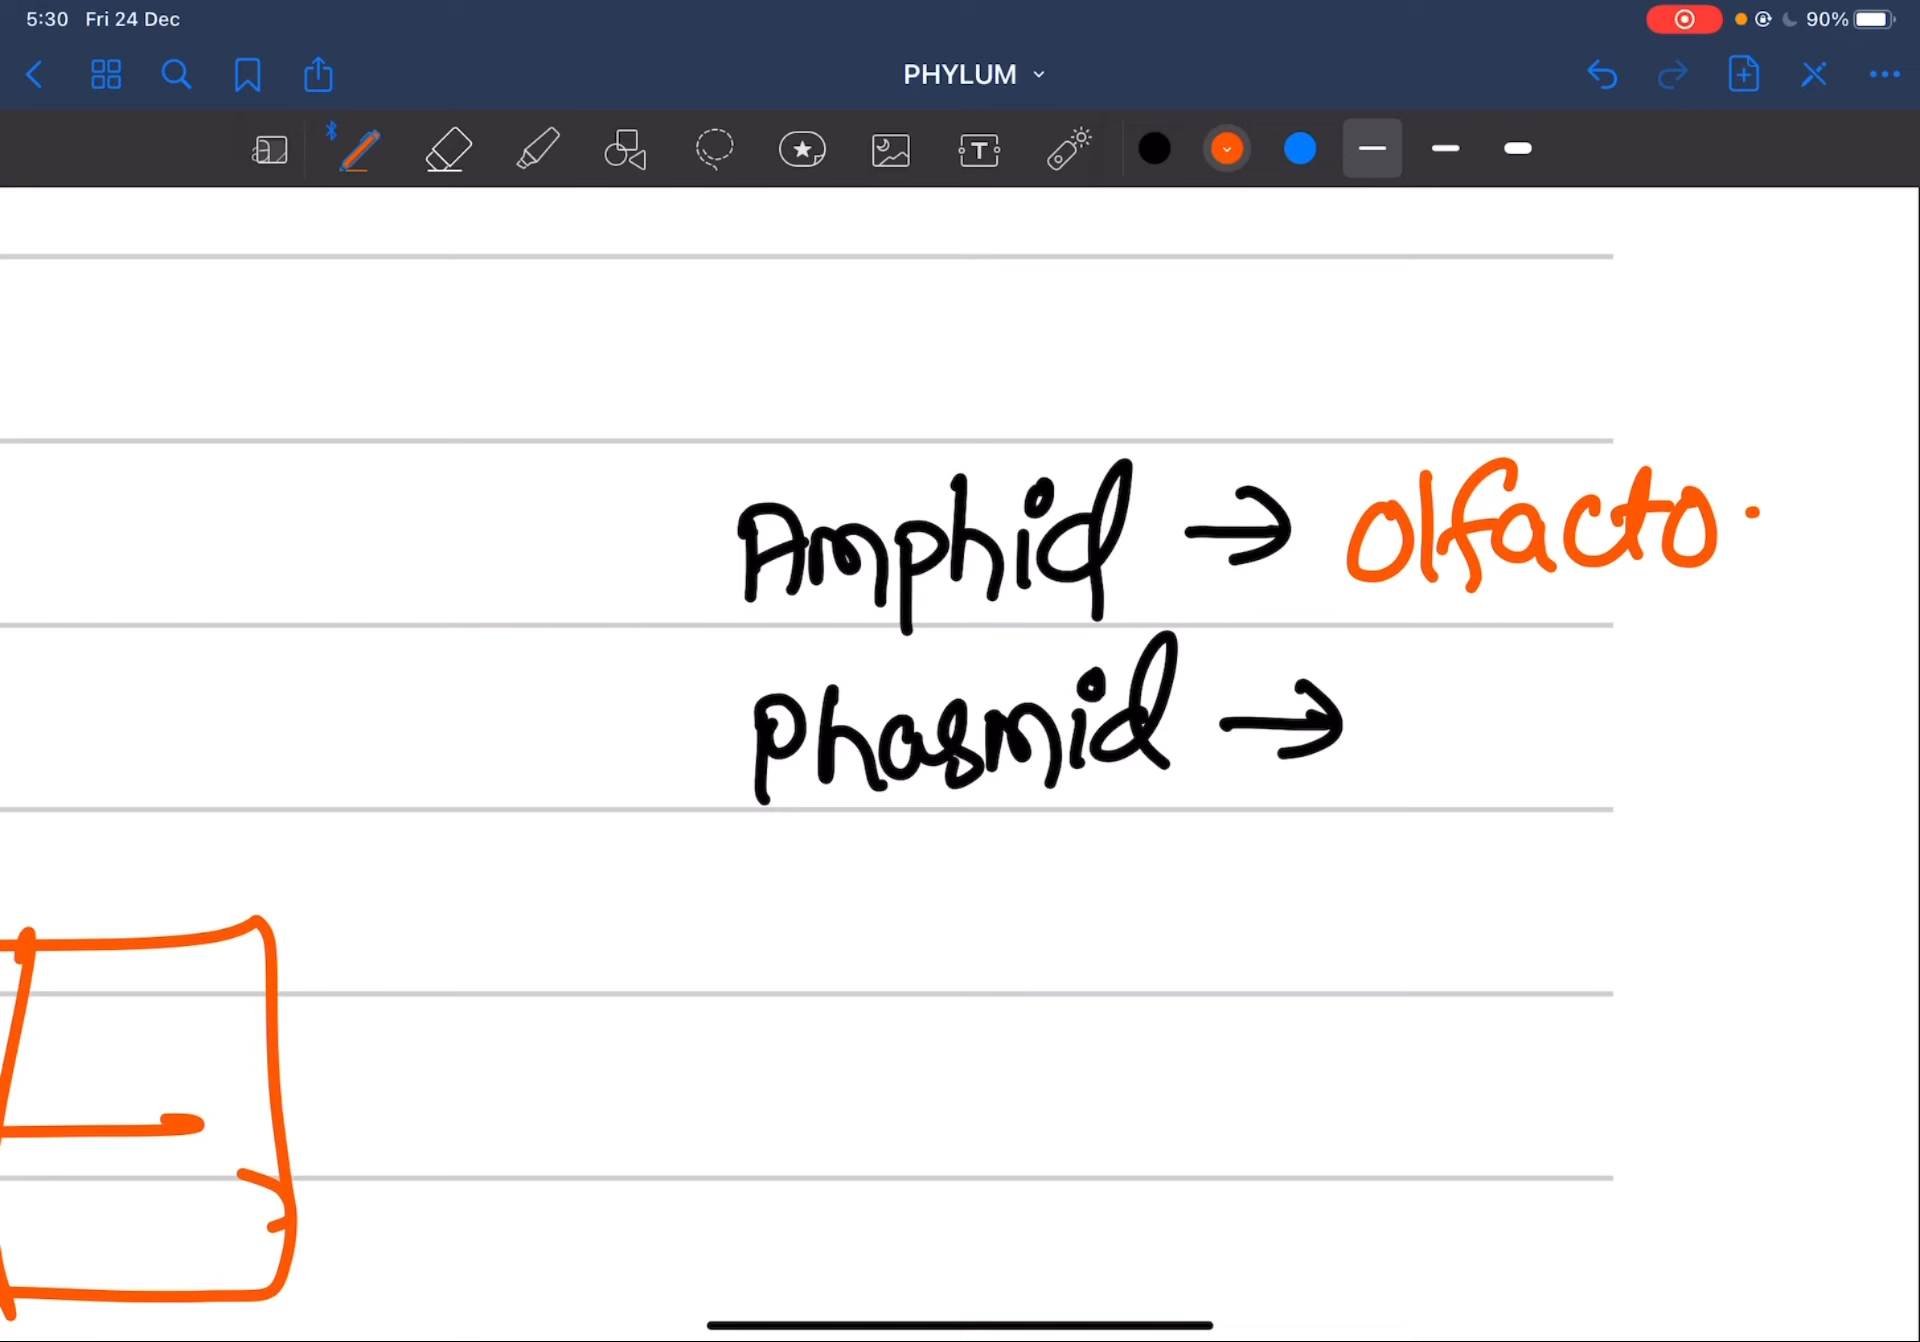 5:30 Fri 24 Dec 90%
PHYLUM
T
Amphid → olfacto
Phasmid →